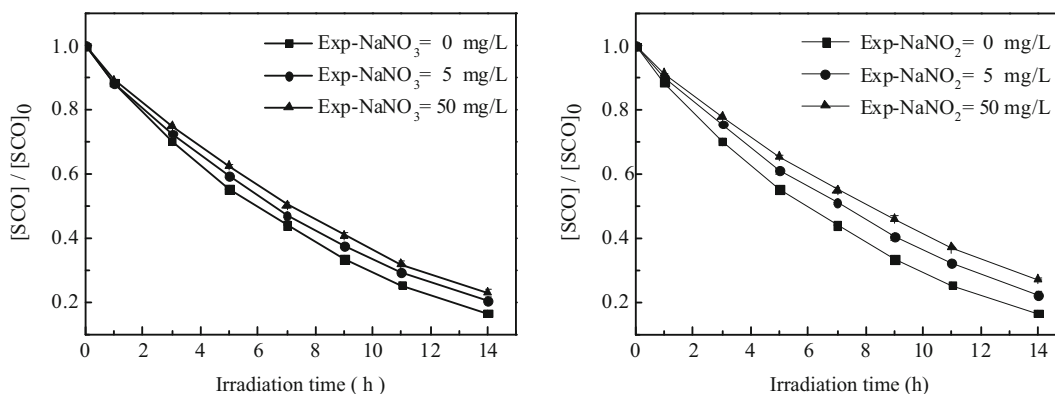 [SCO] / [SCO]0
1.0
0.8
0.6
0.4
0.2
Exp-NaNO3= 0 mg/L
Exp-NaNO3= 5 mg/L
Exp-NaNO3= 50 mg/L
0 2 4 6 8 10 12 14
Irradiation time ( h )
[SCO] / [SCO]0
1.0
0.8
0.6
0.4
0.2
Exp-NaNO2= 0 mg/L
Exp-NaNO2= 5 mg/L
Exp-NaNO2= 50 mg/L
0 2 4 6 8 10 12 14
Irradiation time (h)